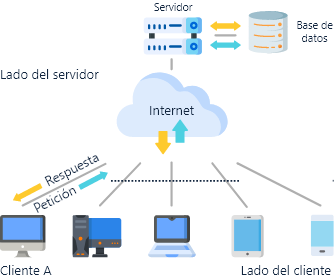 Servidor
Base de
datos
Lado del servidor
Internet
Respuesta
Petición
Cliente A
Lado del cliente